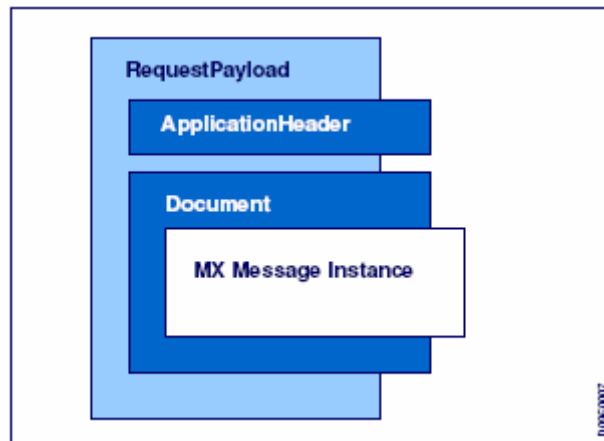 RequestPayload
ApplicationHeader
Document
MX Message Instance